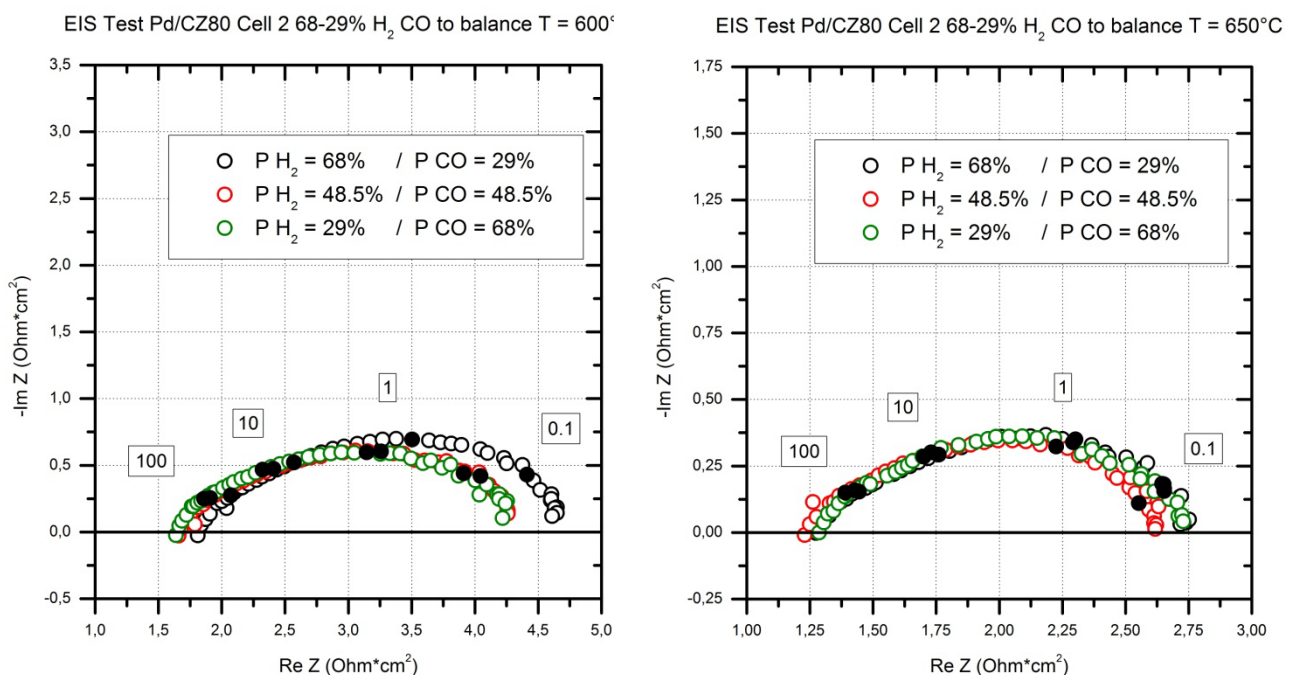 EIS Test Pd/CZ80 Cell 2 68-29% H₂ CO to balance T = 600°
3,5
3,0
2,5
2,0
1,5
1,0
0,5
0,0
-0,5
-Im Z (Ohm*cm²)
P H₂ = 68% / P CO = 29%
P H₂ = 48.5% / P CO = 48.5%
P H₂ = 29% / P CO = 68%
100
10
1
0.1
1,0 1,5 2,0 2,5 3,0 3,5 4,0 4,5 5,0
Re Z (Ohm*cm²)
EIS Test Pd/CZ80 Cell 2 68-29% H₂ CO to balance T = 650°C
1,75
1,50
1,25
1,00
0,75
0,50
0,25
0,00
-0,25
-Im Z (Ohm*cm²)
P H₂ = 68% / P CO = 29%
P H₂ = 48.5% / P CO = 48.5%
P H₂ = 29% / P CO = 68%
100
10
1
0.1
1,00 1,25 1,50 1,75 2,00 2,25 2,50 2,75 3,00
Re Z (Ohm*cm²)